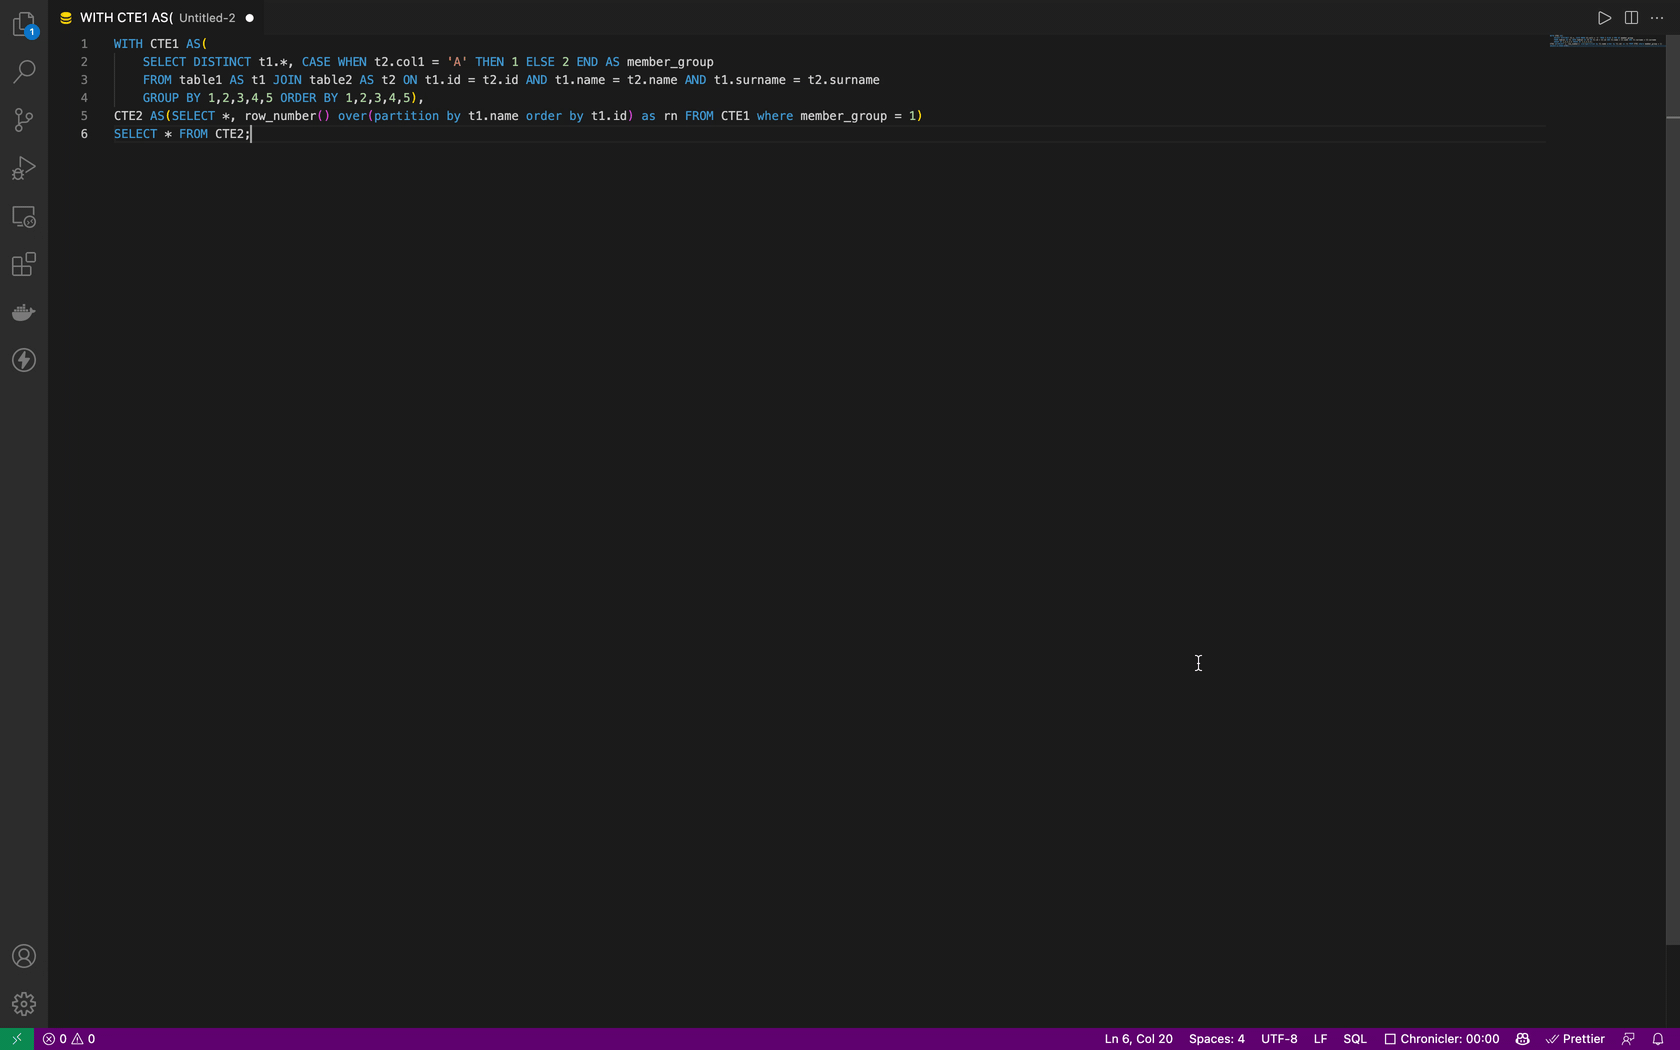 WITH CTE1 AS( Untitled-2
1
1 WITH CTE1 AS(
2 SELECT DISTINCT t1.*, CASE WHEN t2.col1 = 'A' THEN 1 ELSE 2 END AS member_group
3 FROM table1 AS t1 JOIN table2 AS t2 ON t1.id = t2.id AND t1.name = t2.name AND t1.surname = t2.surname
4 GROUP BY 1,2,3,4,5 ORDER BY 1,2,3,4,5),
5 CTE2 AS(SELECT *, row_number() over(partition by t1.name order by t1.id) as rn FROM CTE1 where member_group = 1)
6 SELECT * FROM CTE2;
0 0 Ln 6, Col 20 Spaces: 4 UTF-8 LF SQL Chronicler: 00:00 Prettier